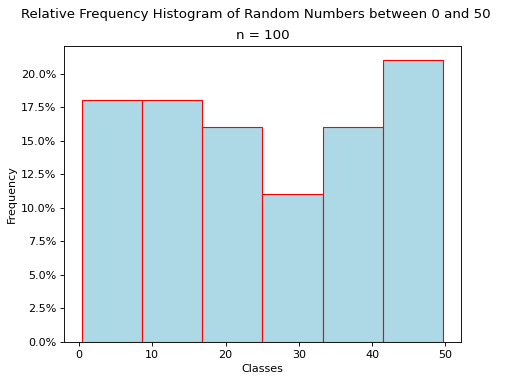 Relative Frequency Histogram of Random Numbers between 0 and 50
n = 100
20.0%
17.5%
15.0%
12.5%
10.0%
7.5%
5.0%
2.5%
0.0%
Frequency
0 10 20 30 40 50
Classes